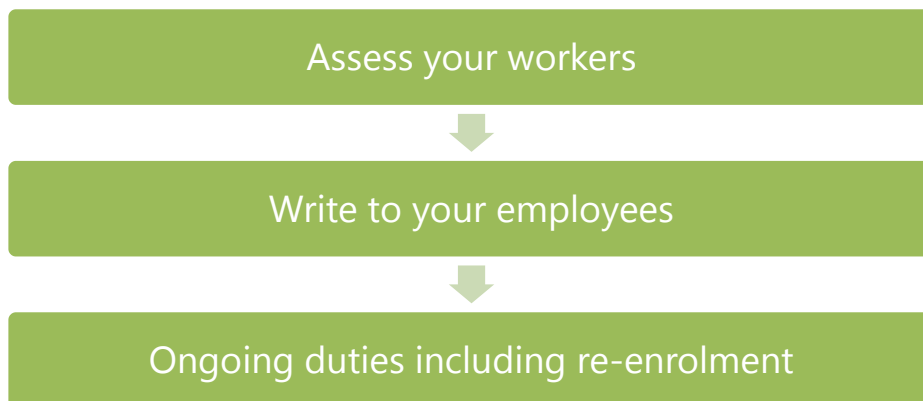 Assess your workers
Write to your employees
Ongoing duties including re-enrolment